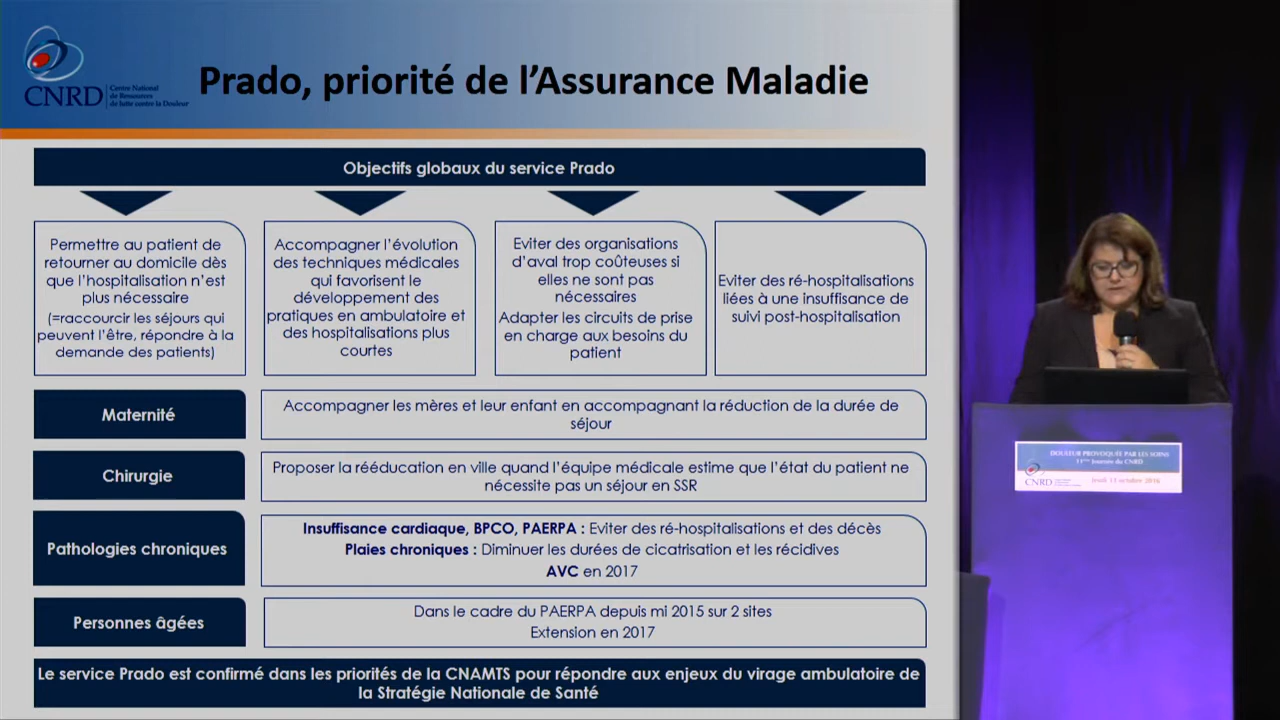 CNRD
Centre National
de Ressources
de lutte contre la Douleur
Prado, priorité de l'Assurance Maladie
Objectifs globaux du service Prado
Permettre au patient de
retourner au domicile dès
que l'hospitalisation n'est
plus nécessaire
(=raccourcir les séjours qui
peuvent l'être, répondre à la
demande des patients)
Accompagner l'évolution
des techniques médicales
qui favorisent le
développement des
pratiques en ambulatoire et
des hospitalisations plus
courtes
Eviter des organisations
d'aval trop coûteuses si
elles ne sont pas
nécessaires
Adapter les circuits de prise
en charge aux besoins du
patient
Eviter des ré-hospitalisations
liées à une insuffisance de
suivi post-hospitalisation
Maternité
Accompagner les mères et leur enfant en accompagnant la réduction de la durée de
séjour
Chirurgie
Proposer la rééducation en ville quand l'équipe médicale estime que l'état du patient ne
nécessite pas un séjour en SSR
Pathologies chroniques
Insuffisance cardiaque, BPCO, PAERPA : Eviter des ré-hospitalisations et des décès
Plaies chroniques : Diminuer les durées de cicatrisation et les récidives
AVC en 2017
Personnes âgées
Dans le cadre du PAERPA depuis mi 2015 sur 2 sites
Extension en 2017
Le service Prado est confirmé dans les priorités de la CNAMTS pour répondre aux enjeux du virage ambulatoire de
la Stratégie Nationale de Santé
DOULEUR PROVOQUÉE PAR LES SOINS
11ème Journée du CNRD
CNRD
Jeudi 13 octobre 2016